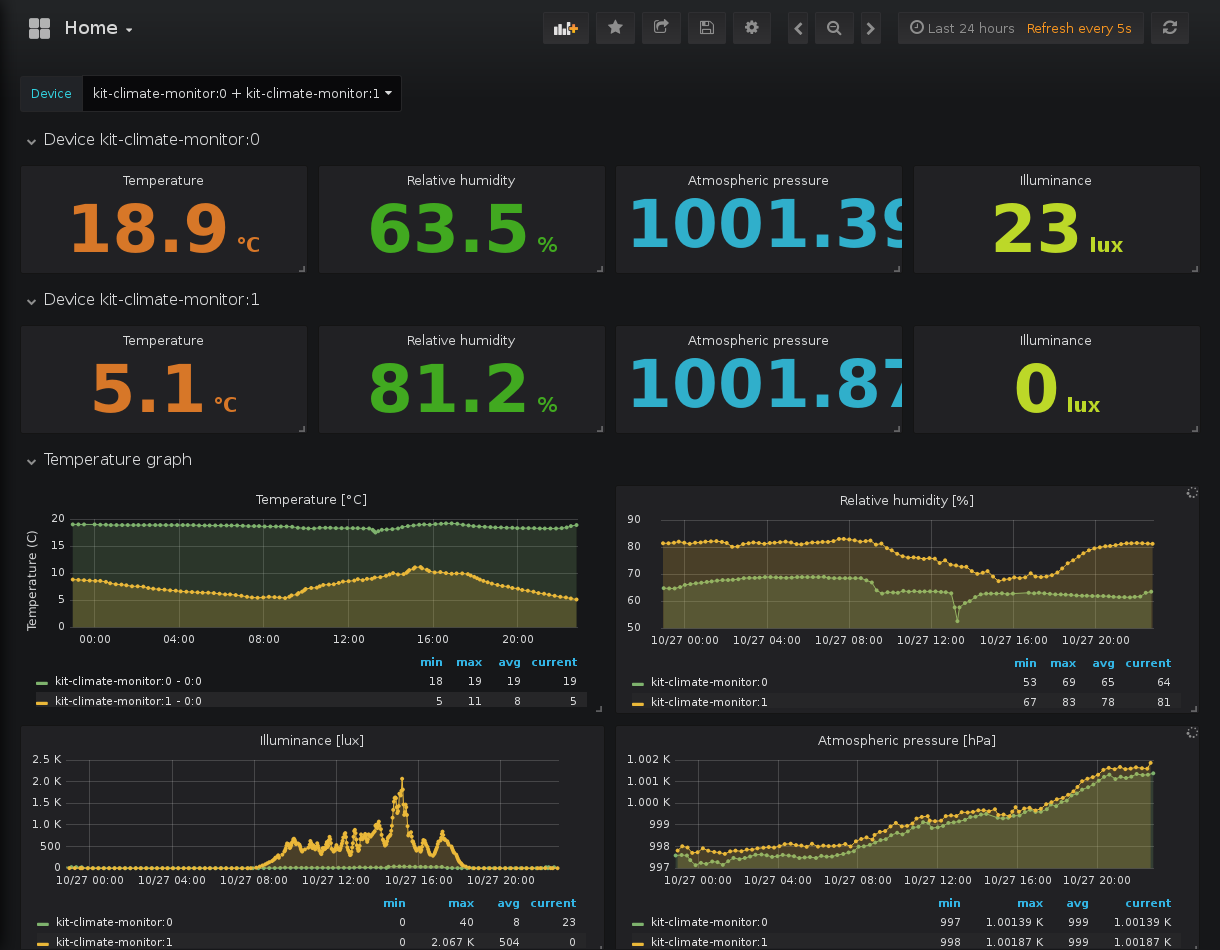 Home
Last 24 hours Refresh every 5s
Device kit-climate-monitor:0 + kit-climate-monitor:1
Device kit-climate-monitor:0
Temperature Relative humidity Atmospheric pressure Illuminance
18.9 °C 63.5 % 1001.39 23 lux
Device kit-climate-monitor:1
Temperature Relative humidity Atmospheric pressure Illuminance
5.1 °C 81.2 % 1001.87 0 lux
Temperature graph
Temperature [°C]
Temperature (C)
20
15
10
5
0
00:00 04:00 08:00 12:00 16:00 20:00
min max avg current
kit-climate-monitor:0 - 0:0 18 19 19 19
kit-climate-monitor:1 - 0:0 5 11 8 5
Relative humidity [%]
90
80
70
60
50
10/27 00:00 10/27 04:00 10/27 08:00 10/27 12:00 10/27 16:00 10/27 20:00
min max avg current
kit-climate-monitor:0 53 69 65 64
kit-climate-monitor:1 67 83 78 81
Illuminance [lux]
2.5 K
2.0 K
1.5 K
1.0 K
500
0
10/27 00:00 10/27 04:00 10/27 08:00 10/27 12:00 10/27 16:00 10/27 20:00
min max avg current
kit-climate-monitor:0 0 40 8 23
kit-climate-monitor:1 0 2.067 K 504 0
Atmospheric pressure [hPa]
1.002 K
1.001 K
1.000 K
999
998
997
10/27 00:00 10/27 04:00 10/27 08:00 10/27 12:00 10/27 16:00 10/27 20:00
min max avg current
kit-climate-monitor:0 997 1.00139 K 999 1.00139 K
kit-climate-monitor:1 998 1.00187 K 999 1.00187 K